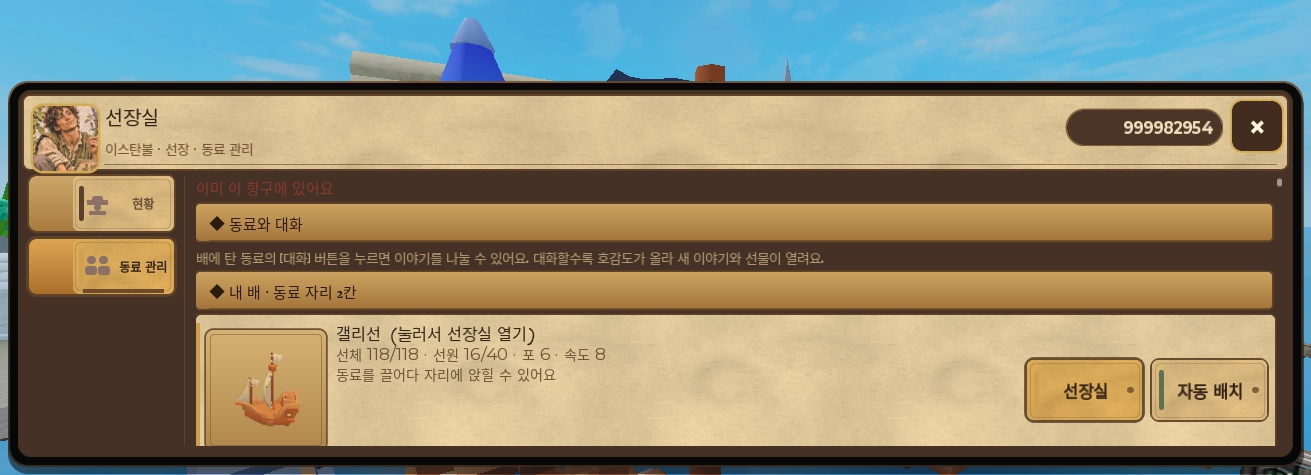 선장실
이스탄불 · 선장 · 동료 관리
999982954
×
현황
동료 관리
이미 이 항구에 있어요
◆ 동료와 대화
배에 탄 동료의 [대화] 버튼을 누르면 이야기를 나눌 수 있어요. 대화할수록 호감도가 올라 새 이야기와 선물이 열려요.
◆ 내 배 · 동료 자리 2칸
갤리선 (눌러서 선장실 열기)
선체 118/118 · 선원 16/40 · 포 6 · 속도 8
동료를 끌어다 자리에 앉힐 수 있어요
선장실
자동 배치